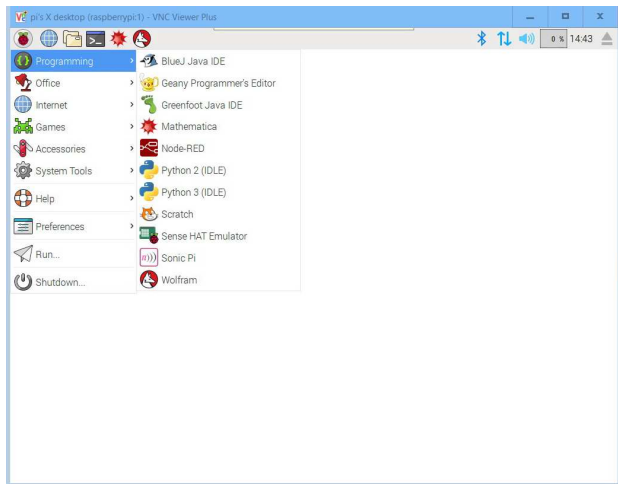 pi's X desktop (raspberrypi:1) - VNC Viewer Plus
0 % 14:43
Programming
Office
Internet
Games
Accessories
System Tools
Help
Preferences
Run...
Shutdown...
BlueJ Java IDE
Geany Programmer's Editor
Greenfoot Java IDE
Mathematica
Node-RED
Python 2 (IDLE)
Python 3 (IDLE)
Scratch
Sense HAT Emulator
Sonic Pi
Wolfram